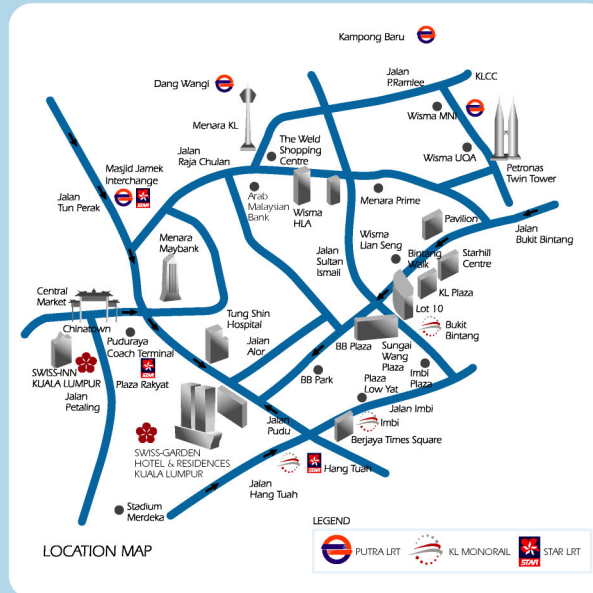 Kampong Baru
Jalan
P.Ramlee
KLCC
Dang Wangi
Wisma MNI
Menara KL
The Weld
Shopping
Centre
Jalan
Raja Chulan
Wisma UOA
Petronas
Twin Tower
Masjid Jamek
Interchange
STAR
Jalan
Tun Perak
Arab
Malaysian
Bank
Wisma
HLA
Menara Prime
Pavilion
Jalan
Bukit Bintang
Menara
Maybank
Jalan
Sultan
Ismail
Wisma
Lian Seng
Bintang
Walk
Starhill
Centre
KL Plaza
Central
Market
Chinatown
Lot 10
Tung Shin
Hospital
Bukit
Bintang
Puduraya
Coach Terminal
Jalan
Alor
BB Plaza
Sungai
Wang
Plaza
SWISS-INN
KUALA LUMPUR
STAR
Plaza Rakyat
BB Park
Imbi
Plaza
Plaza
Low Yat
Jalan
Petaling
Jalan Imbi
Jalan
Pudu
Imbi
Berjaya Times Square
SWISS-GARDEN
HOTEL & RESIDENCES
KUALA LUMPUR
STAR
Hang Tuah
Jalan
Hang Tuah
Stadium
Merdeka
LEGEND
LOCATION MAP
PUTRA LRT
KL MONORAIL
STAR
STAR LRT